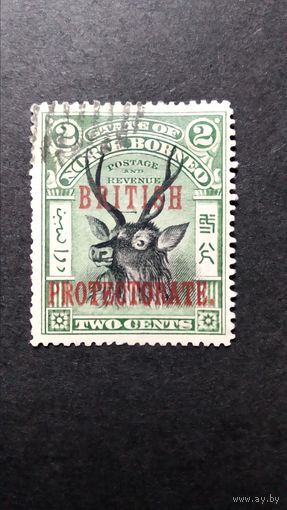 STATE OF
NORTH BORNEO
2 2
POSTAGE
AND
REVENUE
BRITISH
PROTECTORATE.
TWO CENTS
www.ay.by